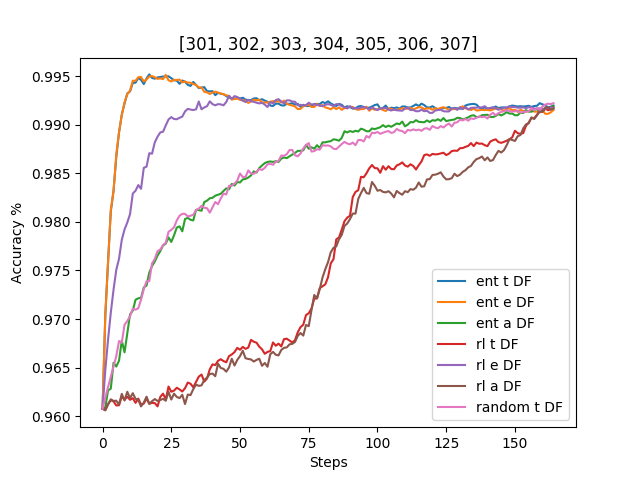 [301, 302, 303, 304, 305, 306, 307]
0.995
0.990
0.985
0.980
0.975
0.970
0.965
0.960
Accuracy %
0 25 50 75 100 125 150
Steps
ent t DF
ent e DF
ent a DF
rl t DF
rl e DF
rl a DF
random t DF